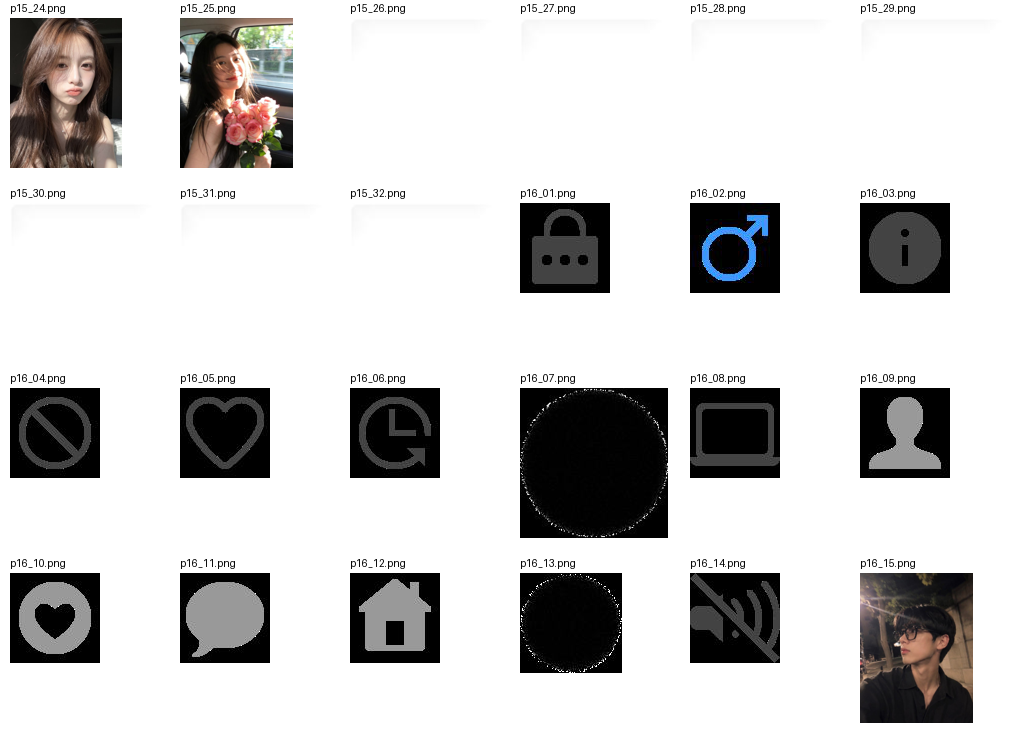 p15_24.png p15_25.png p15_26.png p15_27.png p15_28.png p15_29.png
p15_30.png p15_31.png p15_32.png p16_01.png p16_02.png p16_03.png
p16_04.png p16_05.png p16_06.png p16_07.png p16_08.png p16_09.png
p16_10.png p16_11.png p16_12.png p16_13.png p16_14.png p16_15.png